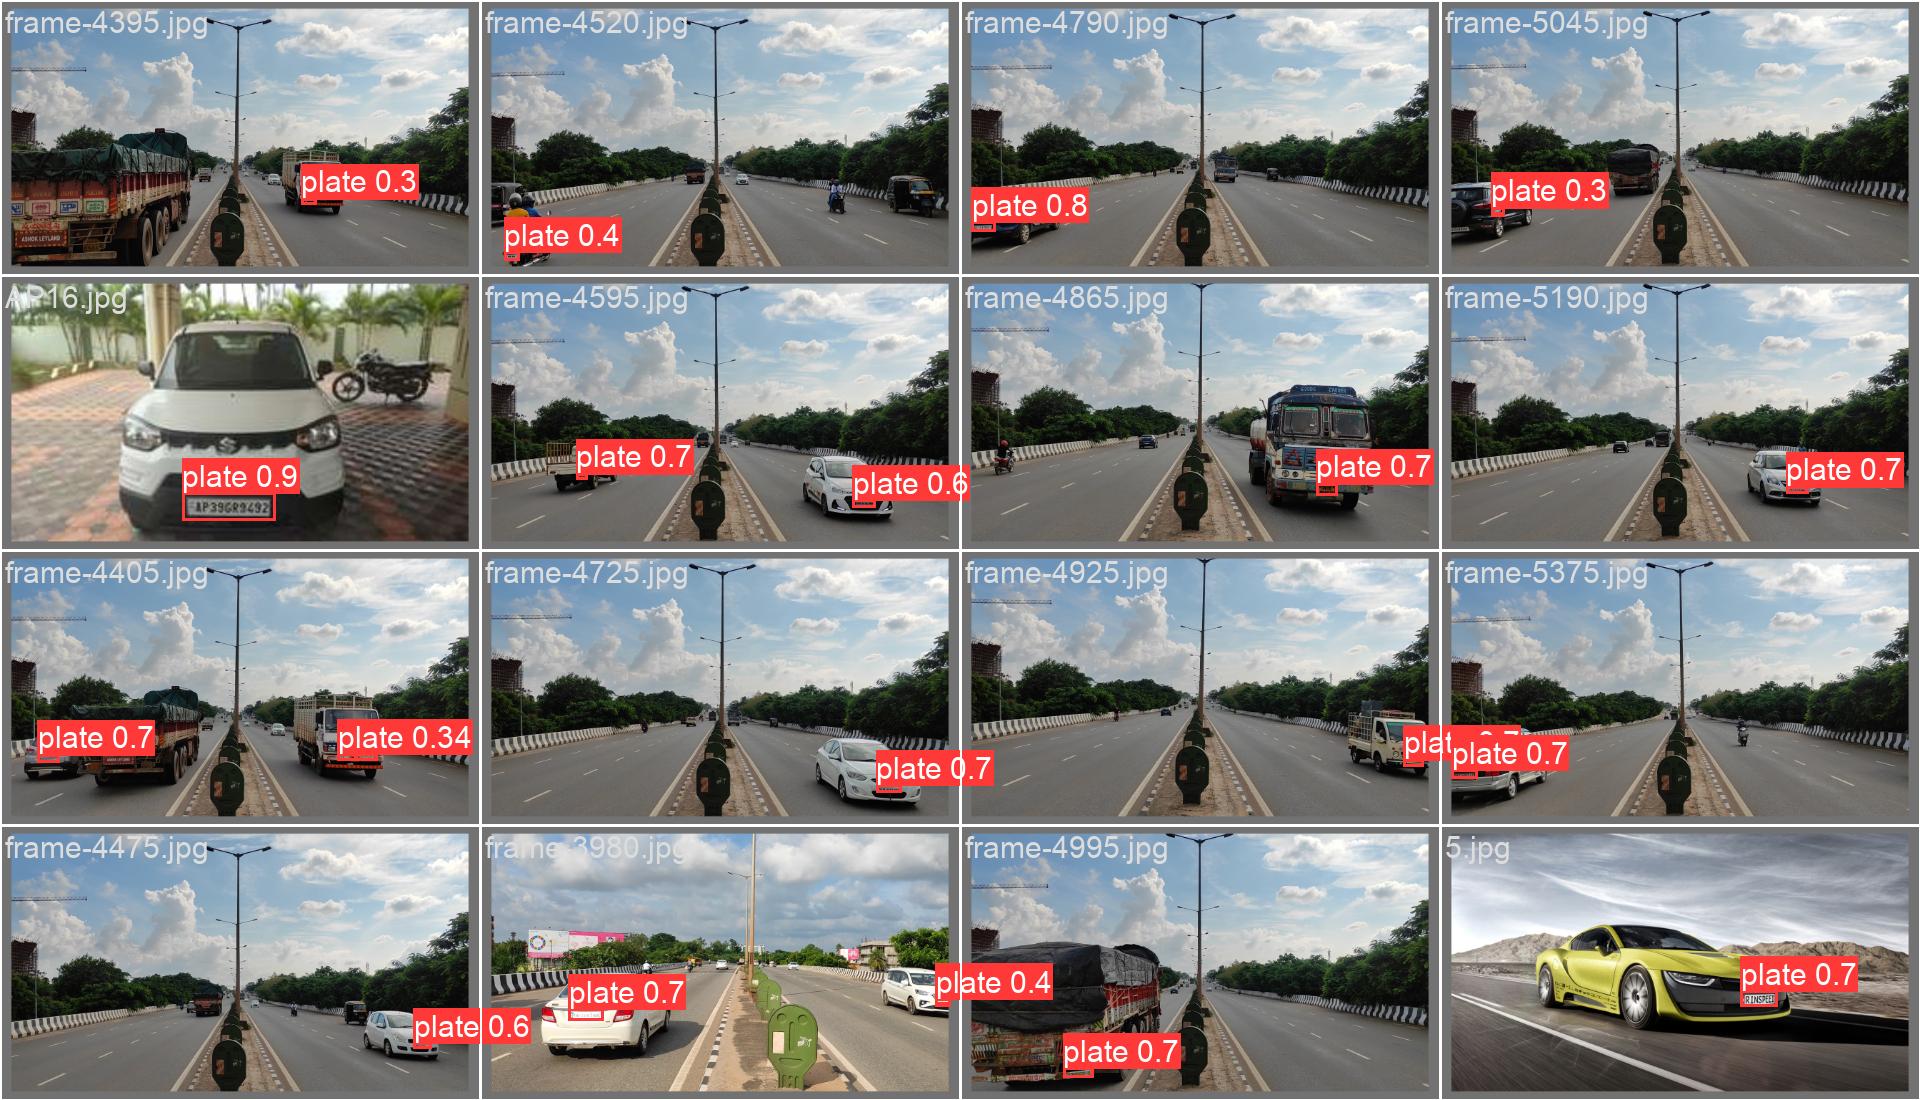 frame-4395.jpg
plate 0.3
ASHOK LEYLAND
frame-4520.jpg
plate 0.4
frame-4790.jpg
plate 0.8
frame-5045.jpg
plate 0.3
AP16.jpg
plate 0.9
AP39GR9492
frame-4595.jpg
plate 0.7
plate 0.6
frame-4865.jpg
plate 0.7
frame-5190.jpg
plate 0.7
frame-4405.jpg
plate 0.7
plate 0.34
frame-4725.jpg
plate 0.7
frame-4925.jpg
frame-5375.jpg
plate 0.7
frame-4475.jpg
plate 0.6
frame-3980.jpg
plate 0.7
plate 0.4
frame-4995.jpg
plate 0.7
5.jpg
plate 0.7
RINSPEED